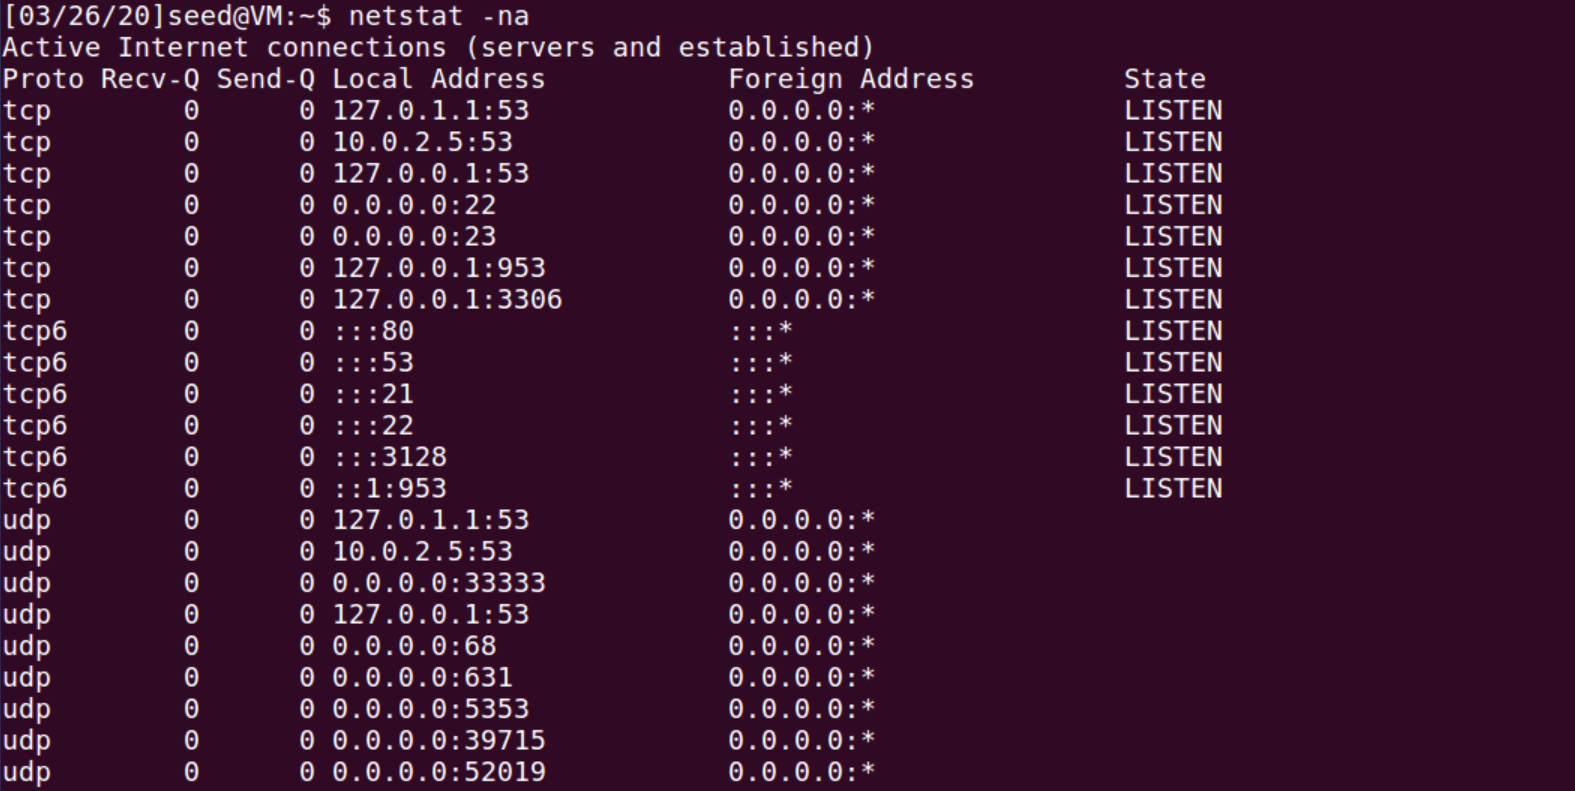 [03/26/20]seed@VM:~$ netstat -na
Active Internet connections (servers and established)
Proto Recv-Q Send-Q Local Address           Foreign Address         State
tcp        0      0 127.0.1.1:53            0.0.0.0:*               LISTEN
tcp        0      0 10.0.2.5:53             0.0.0.0:*               LISTEN
tcp        0      0 127.0.0.1:53            0.0.0.0:*               LISTEN
tcp        0      0 0.0.0.0:22              0.0.0.0:*               LISTEN
tcp        0      0 0.0.0.0:23              0.0.0.0:*               LISTEN
tcp        0      0 127.0.0.1:953           0.0.0.0:*               LISTEN
tcp        0      0 127.0.0.1:3306          0.0.0.0:*               LISTEN
tcp6       0      0 :::80                   :::*                    LISTEN
tcp6       0      0 :::53                   :::*                    LISTEN
tcp6       0      0 :::21                   :::*                    LISTEN
tcp6       0      0 :::22                   :::*                    LISTEN
tcp6       0      0 :::3128                 :::*                    LISTEN
tcp6       0      0 ::1:953                 :::*                    LISTEN
udp        0      0 127.0.1.1:53            0.0.0.0:*
udp        0      0 10.0.2.5:53             0.0.0.0:*
udp        0      0 0.0.0.0:33333           0.0.0.0:*
udp        0      0 127.0.0.1:53            0.0.0.0:*
udp        0      0 0.0.0.0:68              0.0.0.0:*
udp        0      0 0.0.0.0:631             0.0.0.0:*
udp        0      0 0.0.0.0:5353            0.0.0.0:*
udp        0      0 0.0.0.0:39715           0.0.0.0:*
udp        0      0 0.0.0.0:52019           0.0.0.0:*